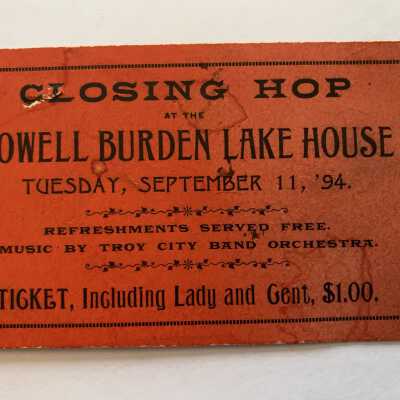 CLOSING HOP
AT THE
OWELL BURDEN LAKE HOUSE
TUESDAY, SEPTEMBER 11, '94.
REFRESHMENTS SERVED FREE.
MUSIC BY TROY CITY BAND ORCHESTRA.
TICKET, Including Lady and Gent, $1.00.